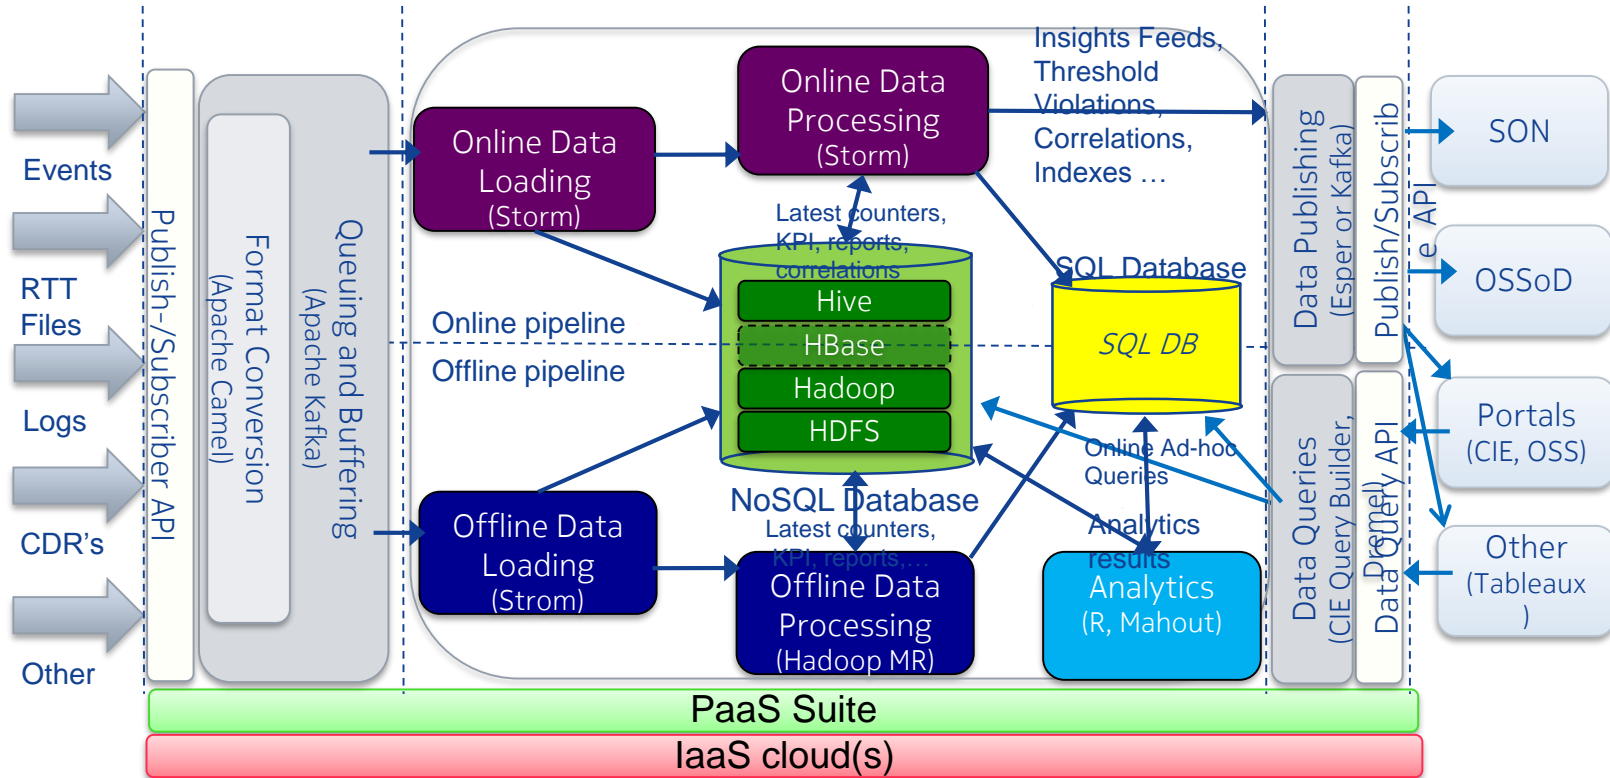 Events
RTT
Files
Logs
CDR's
Other
Publish-/Subscriber API
Format Conversion
(Apache Camel)
Queuing and Buffering
(Apache Kafka)
Online Data
Loading
(Storm)
Online Data
Processing
(Storm)
Insights Feeds,
Threshold
Violations,
Correlations,
Indexes …
Latest counters,
KPI, reports,
correlations
Hive
HBase
Hadoop
HDFS
NoSQL Database
Online pipeline
Offline pipeline
SQL Database
SQL DB
Offline Data
Loading
(Strom)
Latest counters,
KPI, reports,…
Offline Data
Processing
(Hadoop MR)
Online Ad-hoc
Queries
Analytics
results
Analytics
(R, Mahout)
Data Publishing
(Esper or Kafka)
Publish/Subscrib
e API
Data Queries
(CIE Query Builder,
Dremel)
Data Query API
SON
OSSoD
Portals
(CIE, OSS)
Other
(Tableaux
)
PaaS Suite
IaaS cloud(s)